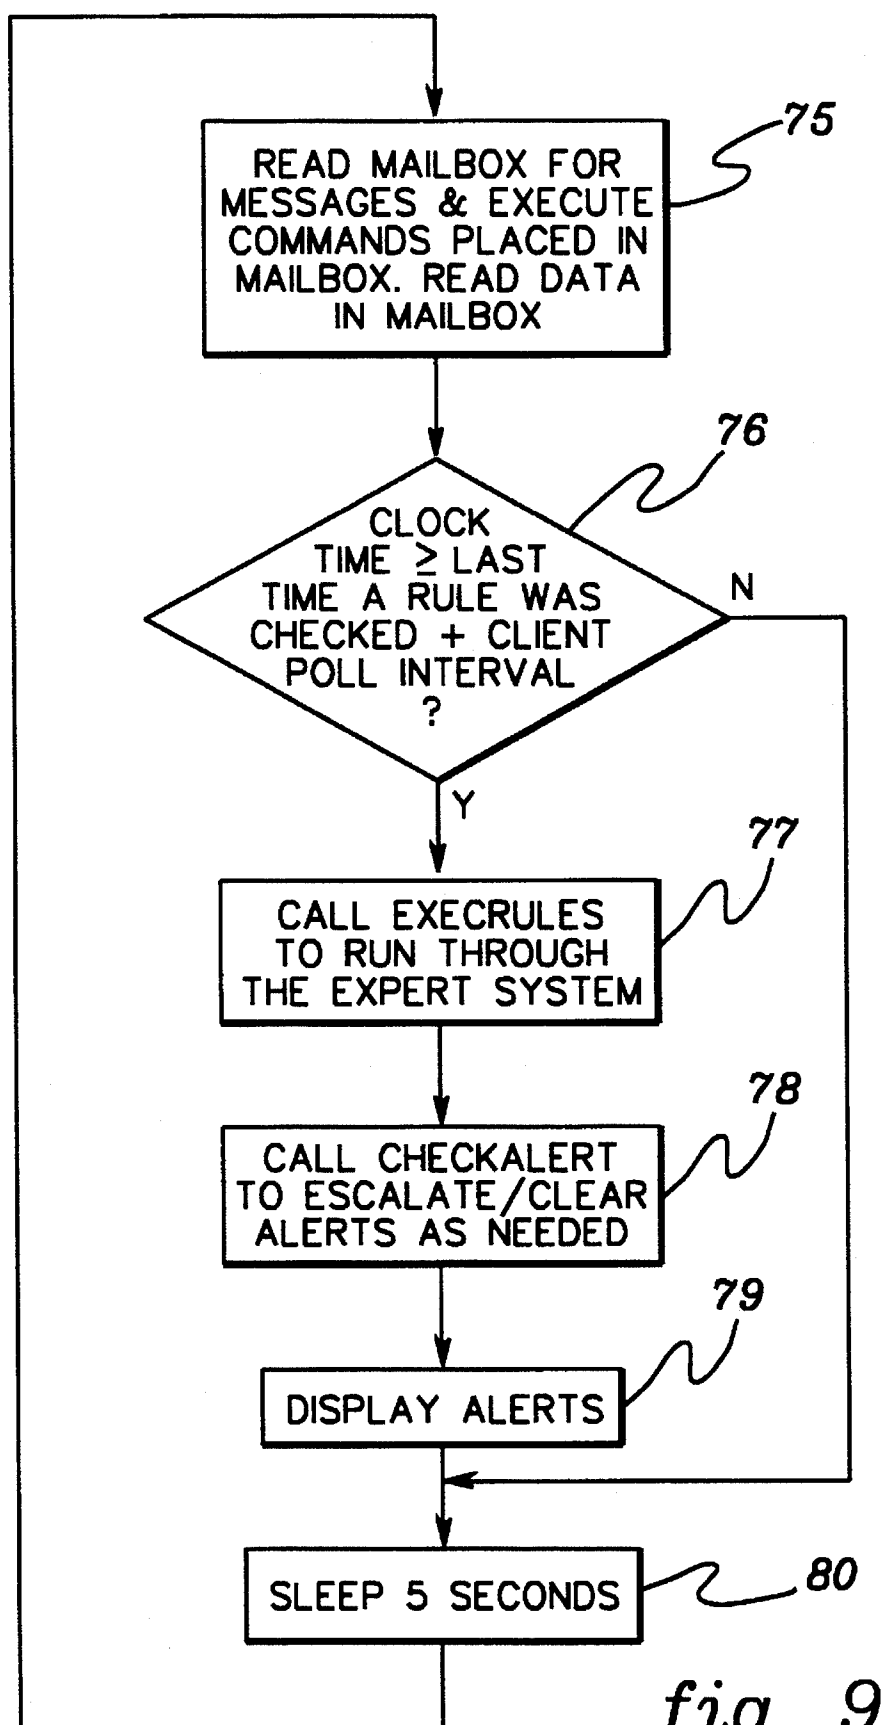 75
READ MAILBOX FOR
MESSAGES & EXECUTE
COMMANDS PLACED IN
MAILBOX. READ DATA
IN MAILBOX
76
CLOCK
TIME ≥ LAST
TIME A RULE WAS
CHECKED + CLIENT
POLL INTERVAL
?
N
Y
77
CALL EXECRULES
TO RUN THROUGH
THE EXPERT SYSTEM
78
CALL CHECKALERT
TO ESCALATE/CLEAR
ALERTS AS NEEDED
79
DISPLAY ALERTS
80
SLEEP 5 SECONDS
fig. 9